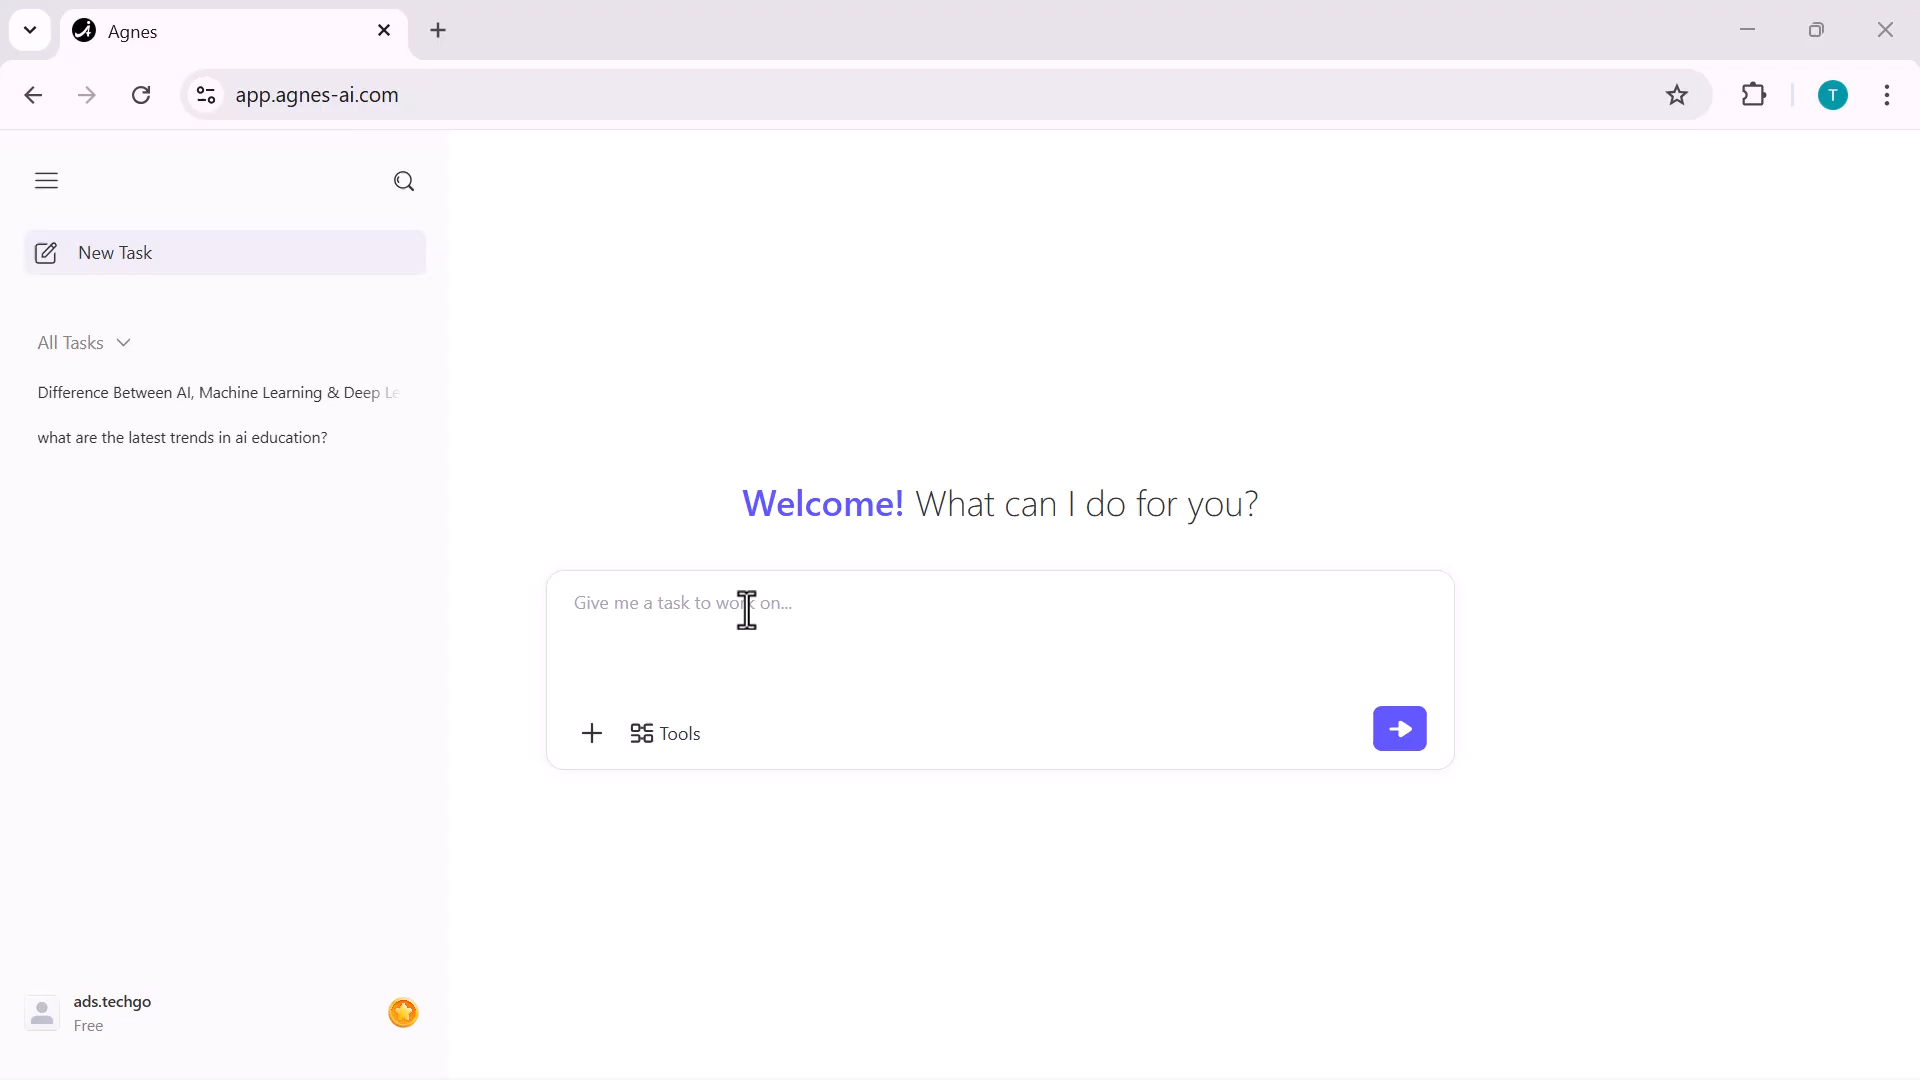 Agnes
app.agnes-ai.com
T
New Task
All Tasks
Difference Between AI, Machine Learning & Deep Le
what are the latest trends in ai education?
Welcome! What can I do for you?
Give me a task to work on...
Tools
ads.techgo
Free